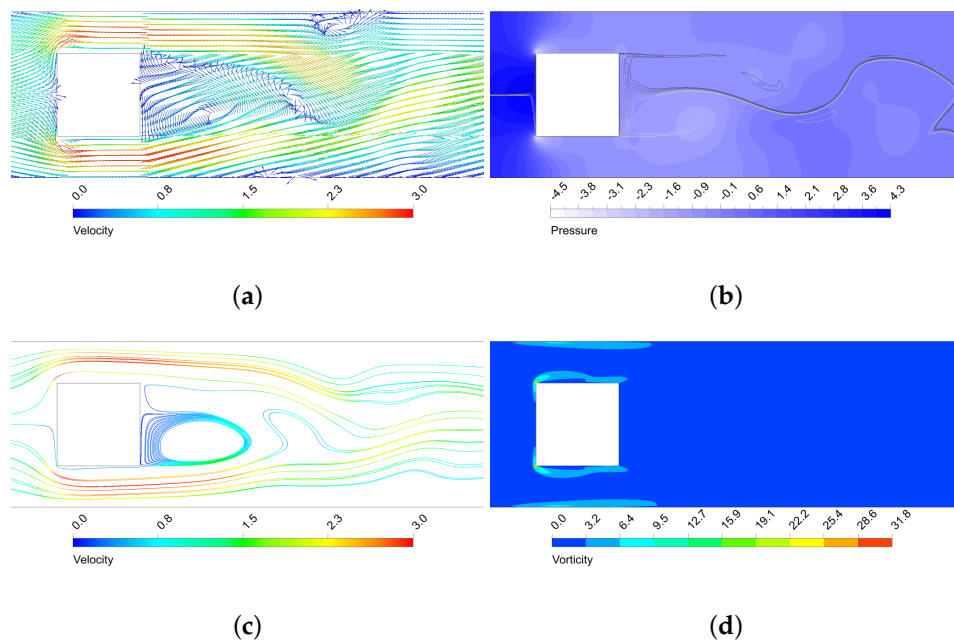 0.0 0.8 1.5 2.3 3.0
Velocity
(a)
-4.5 -3.8 -3.1 -2.3 -1.6 -0.9 -0.1 0.6 1.4 2.1 2.8 3.6 4.3
Pressure
(b)
0.0 0.8 1.5 2.3 3.0
Velocity
(c)
0.0 3.2 6.4 9.5 12.7 15.9 19.1 22.2 25.4 28.6 31.8
Vorticity
(d)